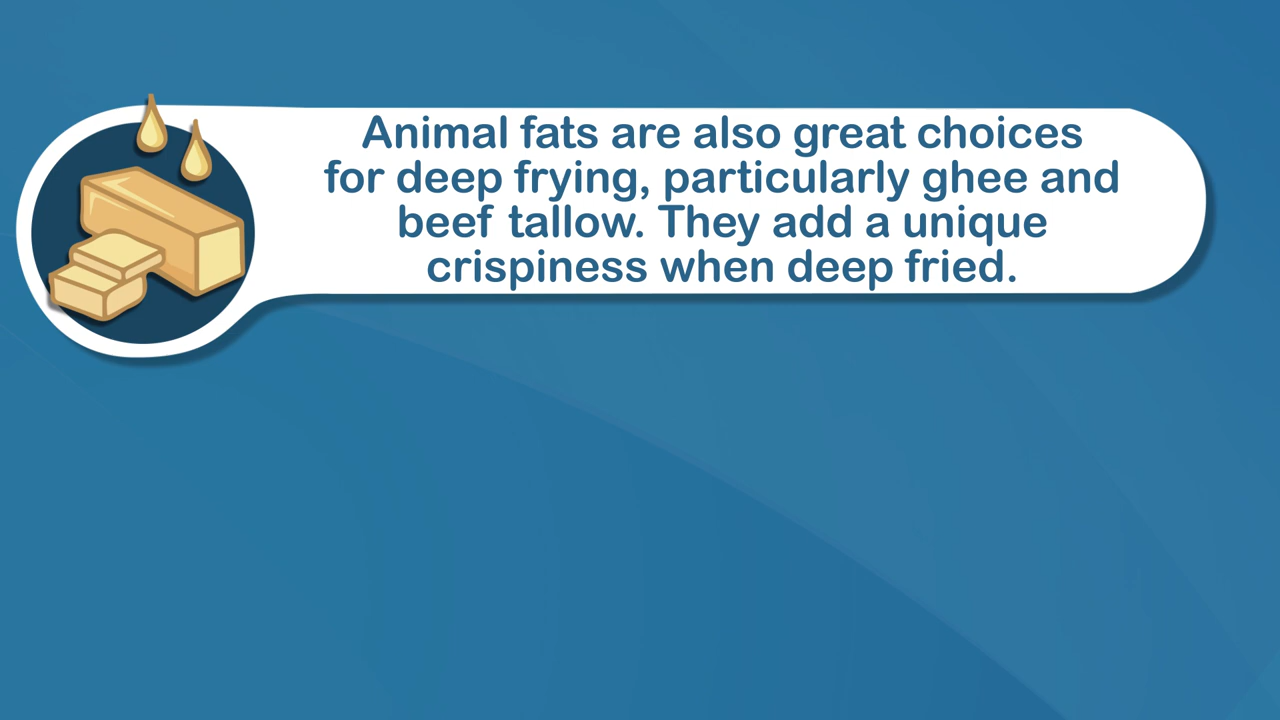 Animal fats are also great choices
for deep frying, particularly ghee and
beef tallow. They add a unique
crispiness when deep fried.